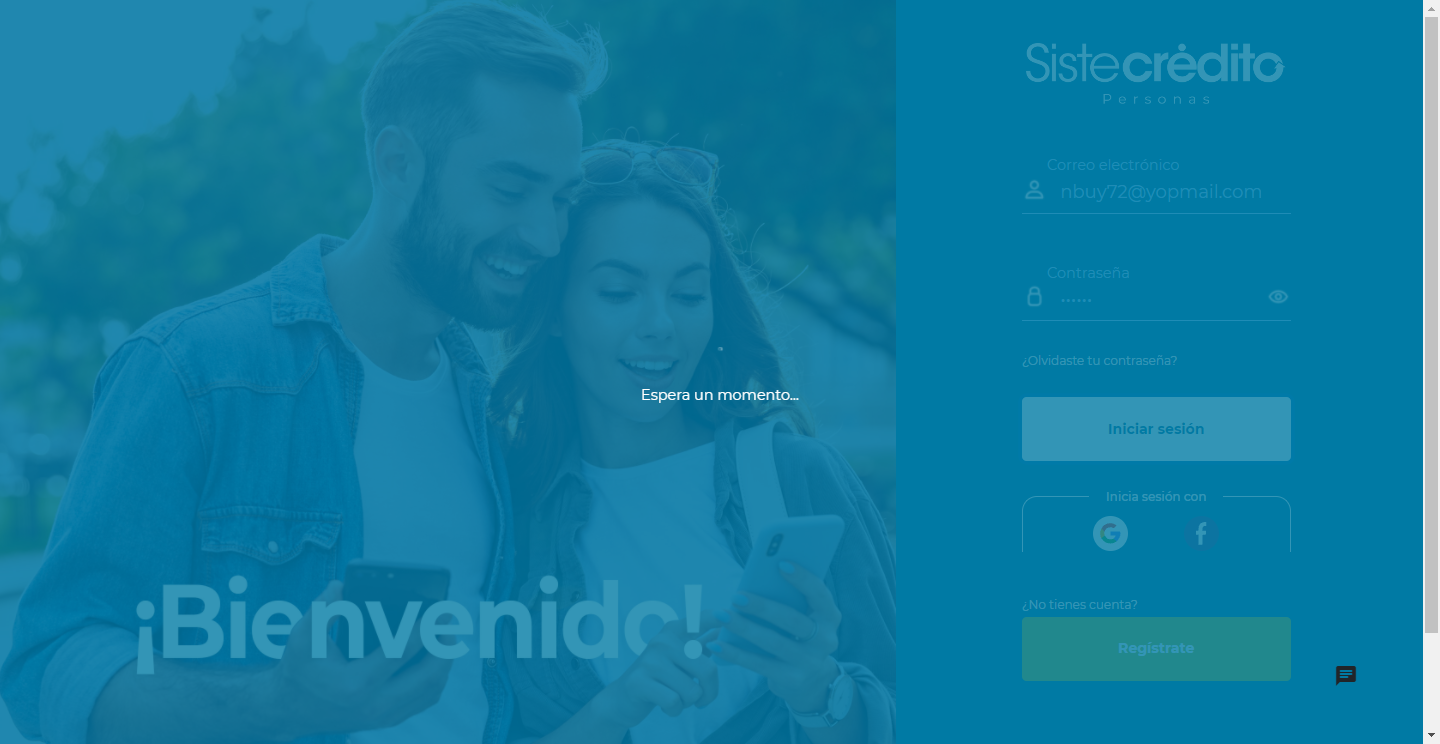 Sistecrédito
Personas
Correo electrónico
nbuy72@yopmail.com
Contraseña
••••••
¿Olvidaste tu contraseña?
Espera un momento...
Iniciar sesión
Inicia sesión con
¡Bienvenido!
¿No tienes cuenta?
Regístrate